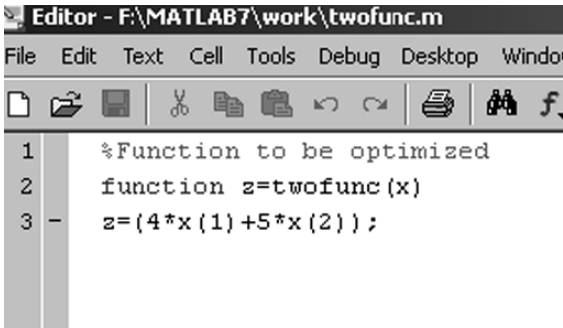 Editor - F:\MATLAB7\work\twofunc.m
File Edit Text Cell Tools Debug Desktop Windo
f
1 %Function to be optimized
2 function z=twofunc(x)
3 - z=(4*x(1)+5*x(2));